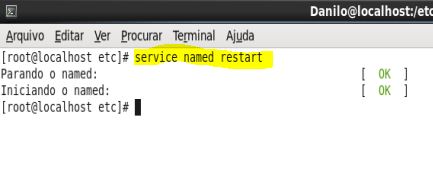 Danilo@localhost:/etc
Arquivo Editar Ver Procurar Terminal Ajuda
[root@localhost etc]# service named restart
Parando o named: [ OK ]
Iniciando o named: [ OK ]
[root@localhost etc]#